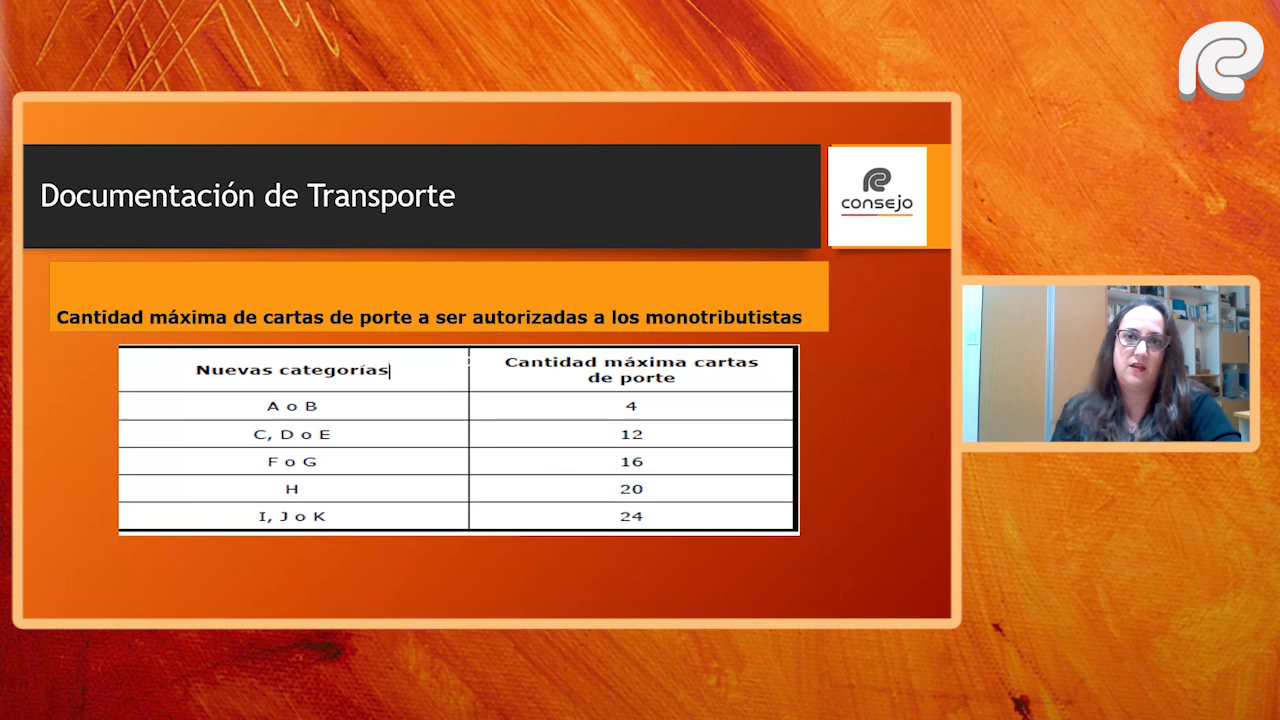 Documentación de Transporte
consejo
Cantidad máxima de cartas de porte a ser autorizadas a los monotributistas
Nuevas categorías
Cantidad máxima cartas
de porte
A o B
4
C, D o E
12
F o G
16
H
20
I, J o K
24